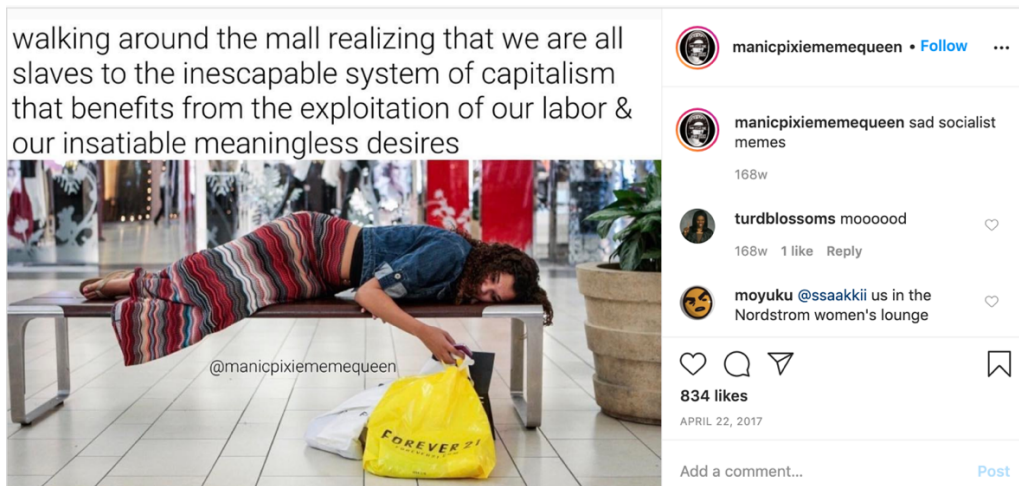 walking around the mall realizing that we are all
slaves to the inescapable system of capitalism
that benefits from the exploitation of our labor &
our insatiable meaningless desires
@manicpixiememequeen
FOREVER 21
manicpixiememequeen • Follow
manicpixiememequeen sad socialist
memes
168w
turdblossoms moooood
168w 1 like Reply
moyuku @ssaakkii us in the
Nordstrom women's lounge
834 likes
APRIL 22, 2017
Add a comment... Post